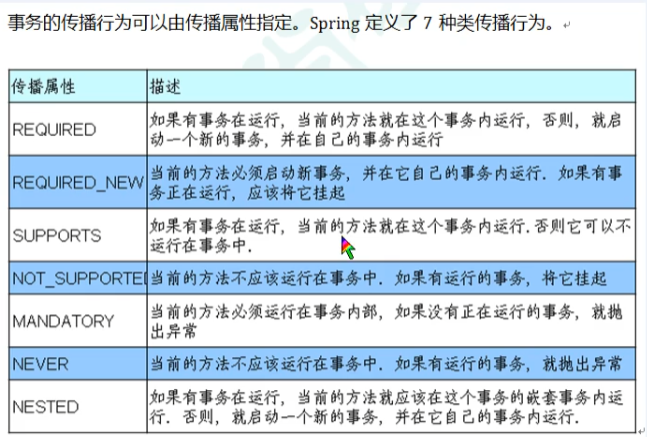 事务的传播行为可以由传播属性指定。Spring 定义了 7 种类传播行为。
传播属性 描述
REQUIRED 如果有事务在运行，当前的方法就在这个事务内运行，否则，就启
动一个新的事务，并在自己的事务内运行
REQUIRED_NEW 当前的方法必须启动新事务，并在它自己的事务内运行．如果有事
务正在运行，应该将它挂起
SUPPORTS 如果有事务在运行，当前的方法就在这个事务内运行．否则它可以不
运行在事务中．
NOT_SUPPORTED 当前的方法不应该运行在事务中．如果有运行的事务，将它挂起
MANDATORY 当前的方法必须运行在事务内部，如果没有正在运行的事务，就抛
出异常
NEVER 当前的方法不应该运行在事务中．如果有运行的事务，就抛出异常
NESTED 如果有事务在运行，当前的方法就应该在这个事务的嵌套事务内运
行．否则，就启动一个新的事务，并在它自己的事务内运行．